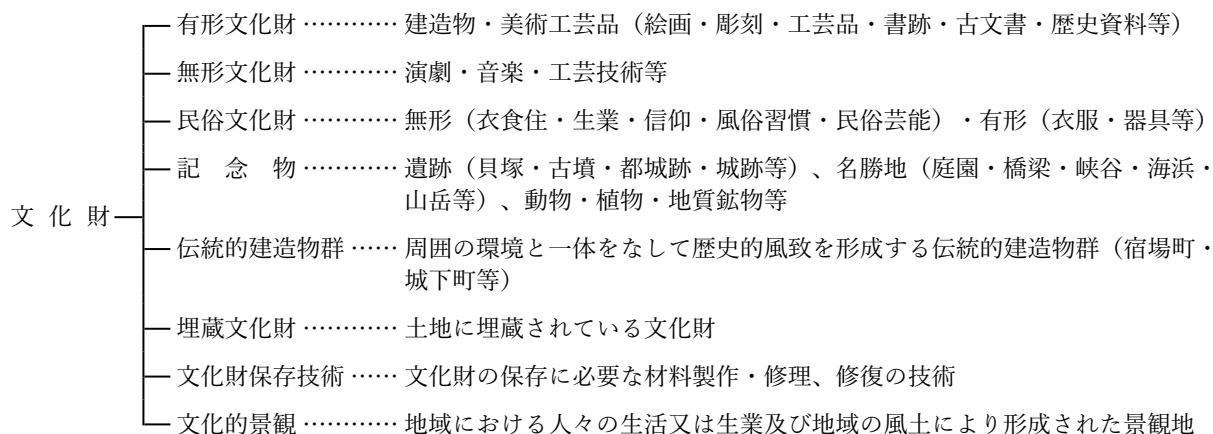 有形文化財 ………… 建造物・美術工芸品（絵画・彫刻・工芸品・書跡・古文書・歴史資料等）
無形文化財 ………… 演劇・音楽・工芸技術等
民俗文化財 ………… 無形（衣食住・生業・信仰・風俗習慣・民俗芸能）・有形（衣服・器具等）
記　念　物 ………… 遺跡（貝塚・古墳・都城跡・城跡等）、名勝地（庭園・橋梁・峡谷・海浜・
山岳等）、動物・植物・地質鉱物等
文 化 財
伝統的建造物群 …… 周囲の環境と一体をなして歴史的風致を形成する伝統的建造物群（宿場町・
城下町等）
埋蔵文化財 ………… 土地に埋蔵されている文化財
文化財保存技術 …… 文化財の保存に必要な材料製作・修理、修復の技術
文化的景観 ………… 地域における人々の生活又は生業及び地域の風土により形成された景観地